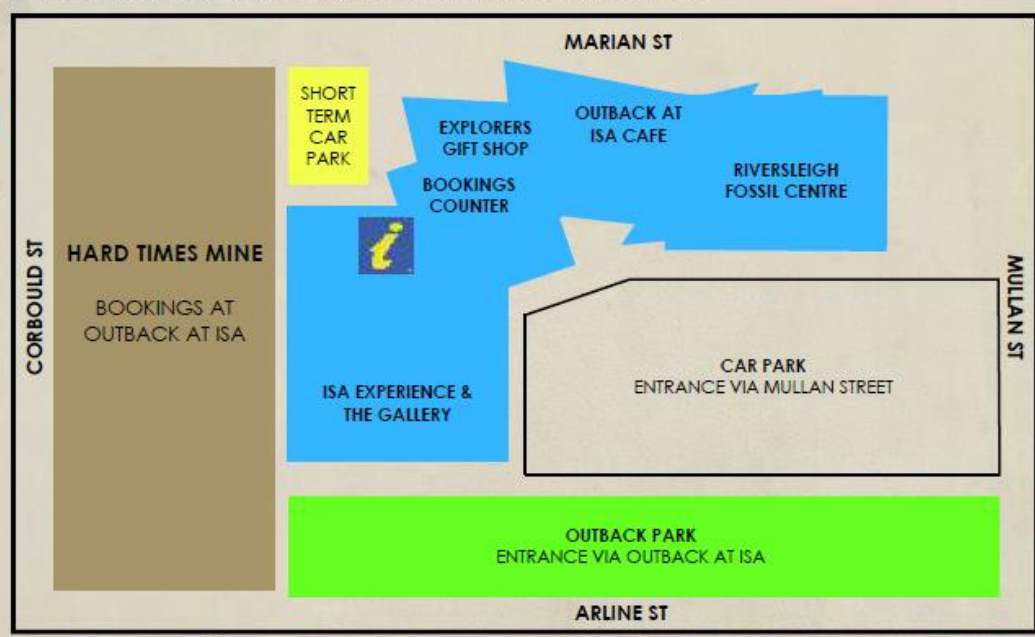 MARIAN ST
SHORT
TERM
CAR
PARK
EXPLORERS
GIFT SHOP
OUTBACK AT
ISA CAFE
BOOKINGS
COUNTER
RIVERSLEIGH
FOSSIL CENTRE
i
CORBOULD ST
HARD TIMES MINE
BOOKINGS AT
OUTBACK AT ISA
MULLAN ST
CAR PARK
ENTRANCE VIA MULLAN STREET
ISA EXPERIENCE &
THE GALLERY
OUTBACK PARK
ENTRANCE VIA OUTBACK AT ISA
ARLINE ST